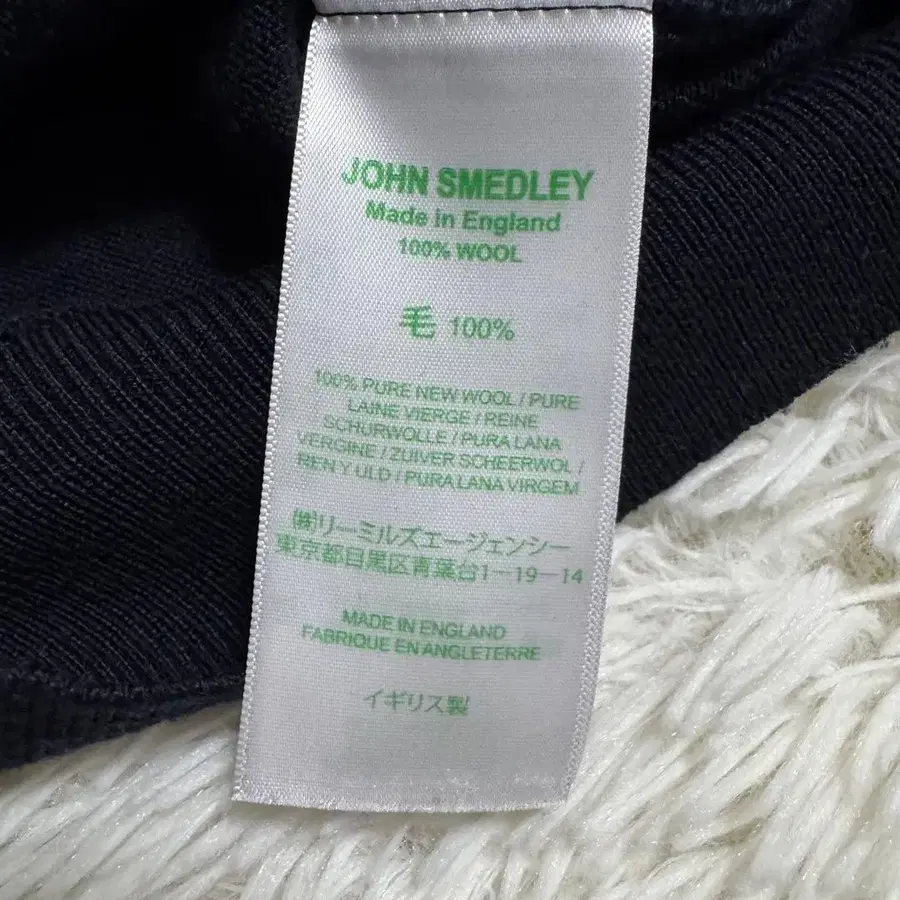 JOHN SMEDLEY
Made in England
100% WOOL
毛 100%
100% PURE NEW WOOL / PURE
LAINE VIERGE / REINE
SCHURWOLLE / PURA LANA
VERGINE / ZUIVER SCHEERWOL /
REN Y ULD / PURA LANA VIRGEM
㈱リーミルズエージェンシー
東京都目黒区青葉台1-19-14
MADE IN ENGLAND
FABRIQUE EN ANGLETERRE
イギリス製